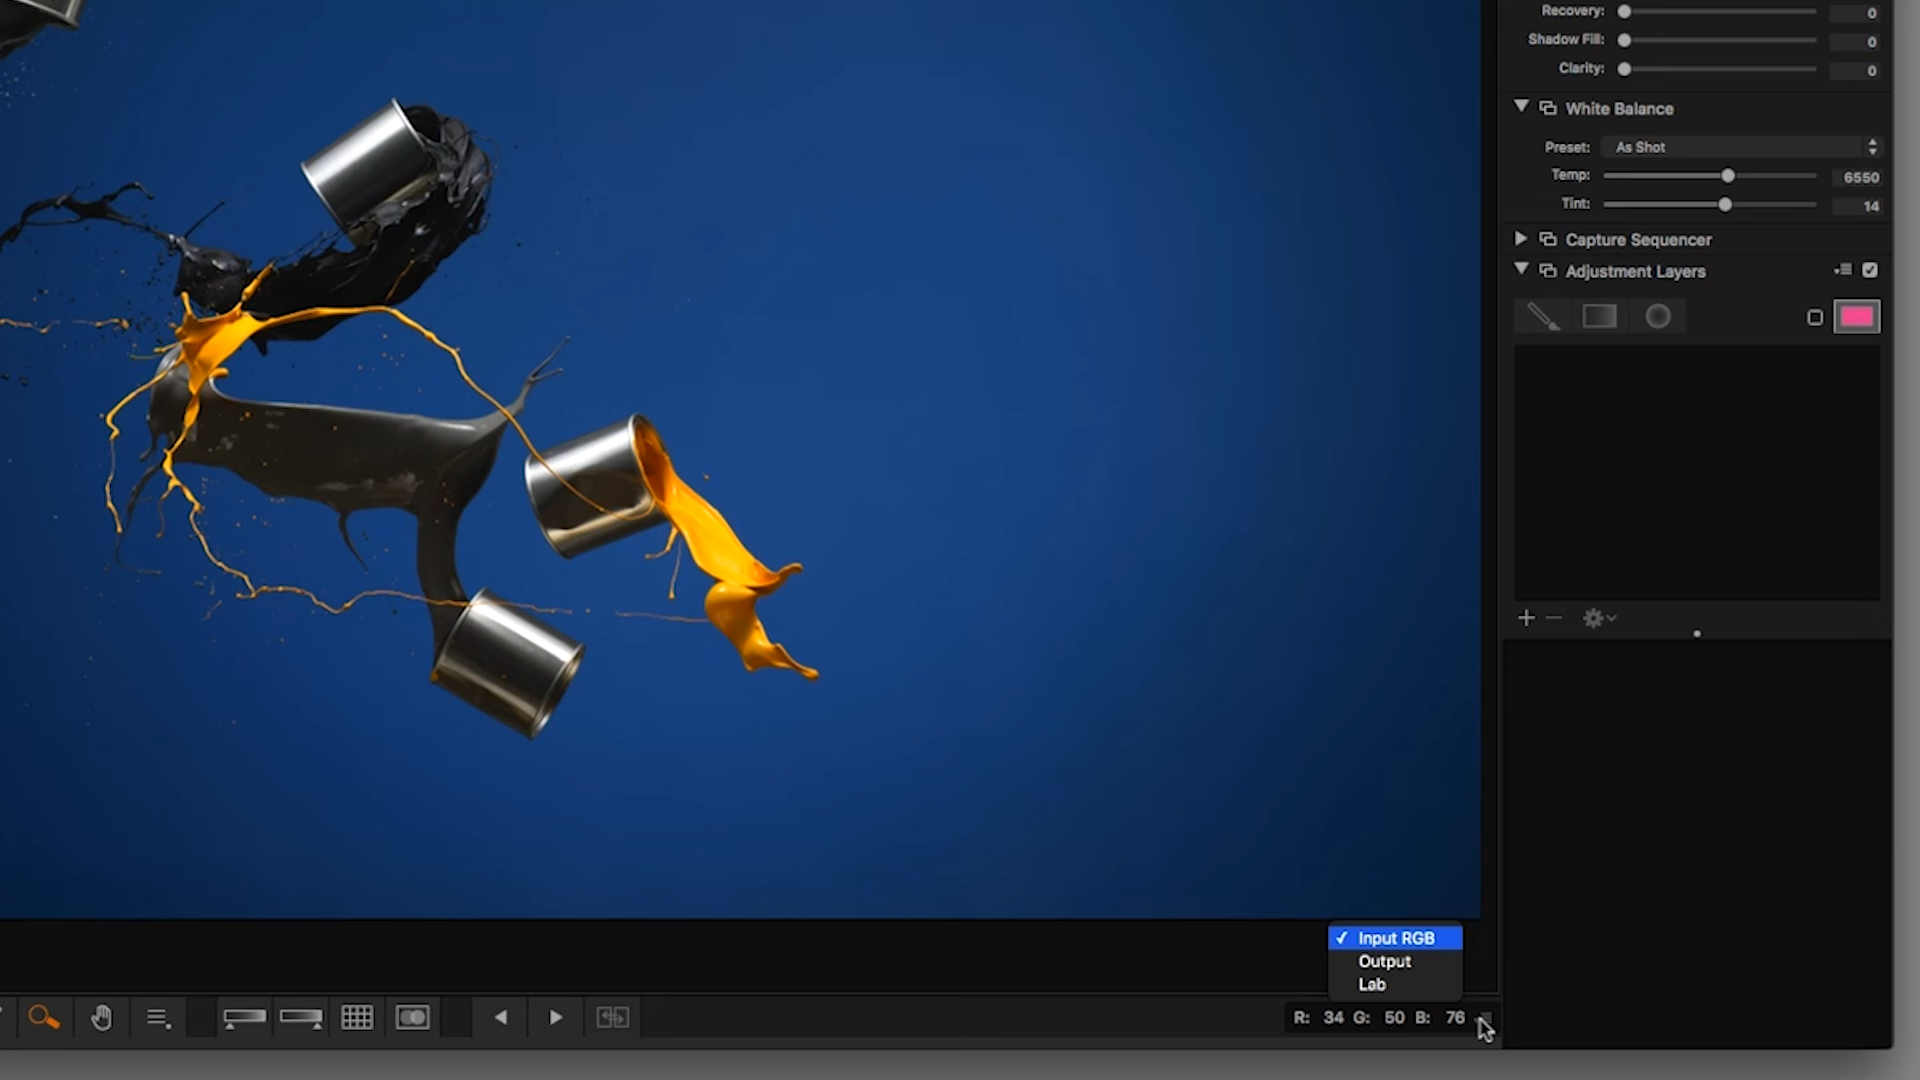 Recovery: 0
Shadow Fill: 0
Clarity: 0
White Balance
Preset: As Shot
Temp: 6550
Tint: 14
Capture Sequencer
Adjustment Layers
✓ Input RGB
Output
Lab
R: 34 G: 50 B: 76